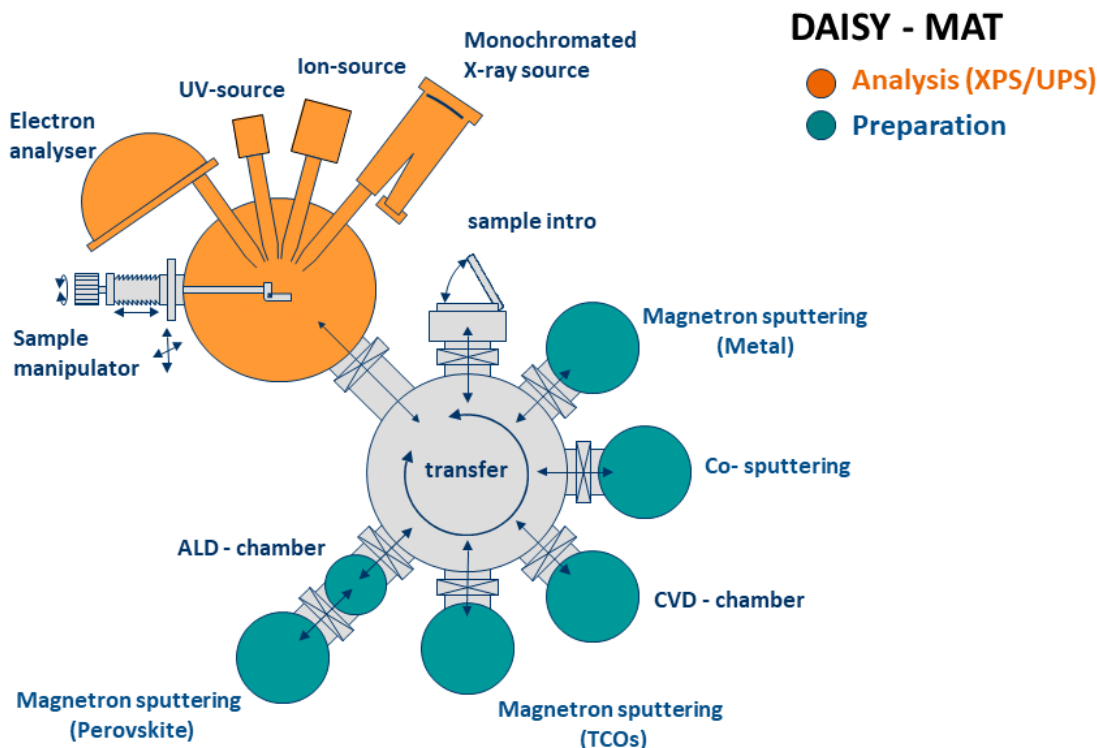 DAISY - MAT
Analysis (XPS/UPS)
Preparation
Monochromated
X-ray source
Ion-source
UV-source
Electron
analyser
sample intro
Sample
manipulator
Magnetron sputtering
(Metal)
transfer
Co- sputtering
ALD - chamber
CVD - chamber
Magnetron sputtering
(Perovskite)
Magnetron sputtering
(TCOs)